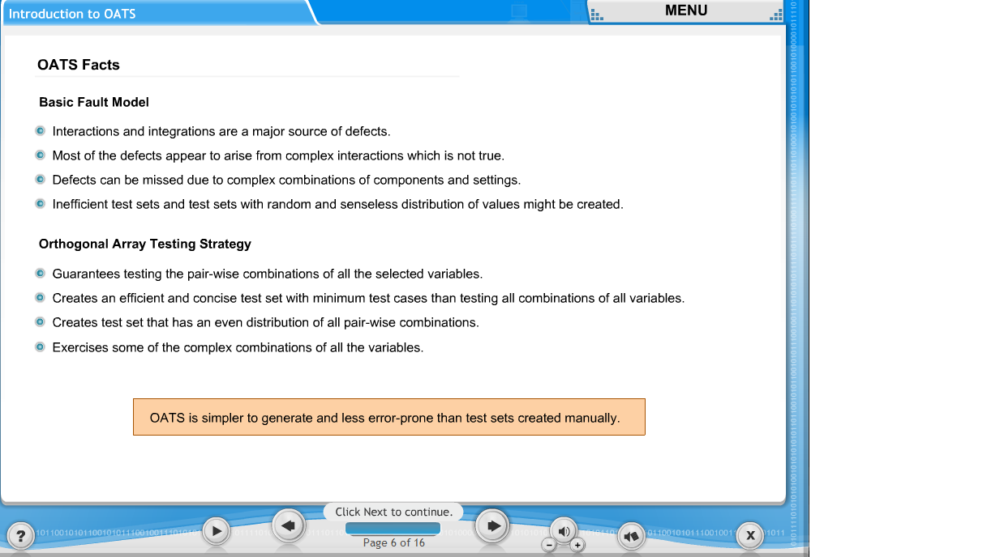 Introduction to OATS
MENU
OATS Facts
Basic Fault Model
Interactions and integrations are a major source of defects.
Most of the defects appear to arise from complex interactions which is not true.
Defects can be missed due to complex combinations of components and settings.
Inefficient test sets and test sets with random and senseless distribution of values might be created.
Orthogonal Array Testing Strategy
Guarantees testing the pair-wise combinations of all the selected variables.
Creates an efficient and concise test set with minimum test cases than testing all combinations of all variables.
Creates test set that has an even distribution of all pair-wise combinations.
Exercises some of the complex combinations of all the variables.
OATS is simpler to generate and less error-prone than test sets created manually.
Click Next to continue.
Page 6 of 16
?
X